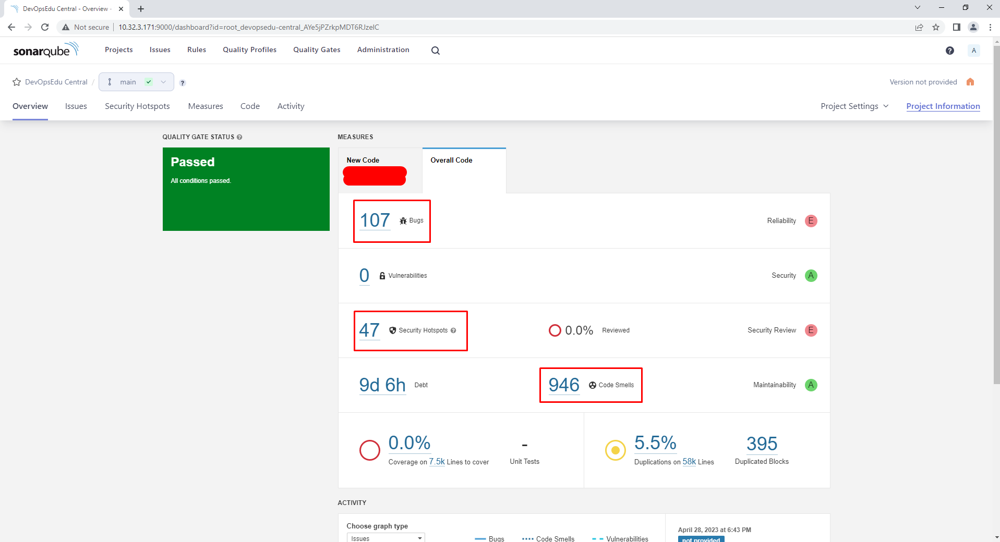 DevOpsEdu Central - Overview -
Not secure
10.32.3.171:9000/dashboard?id=root_devopsedu-central_AYe5jPZrkpMDT6RJzeIC
sonarqube
Projects
Issues
Rules
Quality Profiles
Quality Gates
Administration
?
A
DevOpsEdu Central /
main
?
Version not provided
Overview
Issues
Security Hotspots
Measures
Code
Activity
Project Settings
Project Information
QUALITY GATE STATUS ?
MEASURES
Passed
All conditions passed.
New Code
Overall Code
107 Bugs
Reliability E
0 Vulnerabilities
Security A
47 Security Hotspots ?
0.0% Reviewed
Security Review E
9d 6h Debt
946 Code Smells
Maintainability A
0.0%
Coverage on 7.5k Lines to cover
-
Unit Tests
5.5%
Duplications on 58k Lines
395
Duplicated Blocks
ACTIVITY
Choose graph type
Issues
Bugs
Code Smells
Vulnerabilities
April 28, 2023 at 6:43 PM
not provided